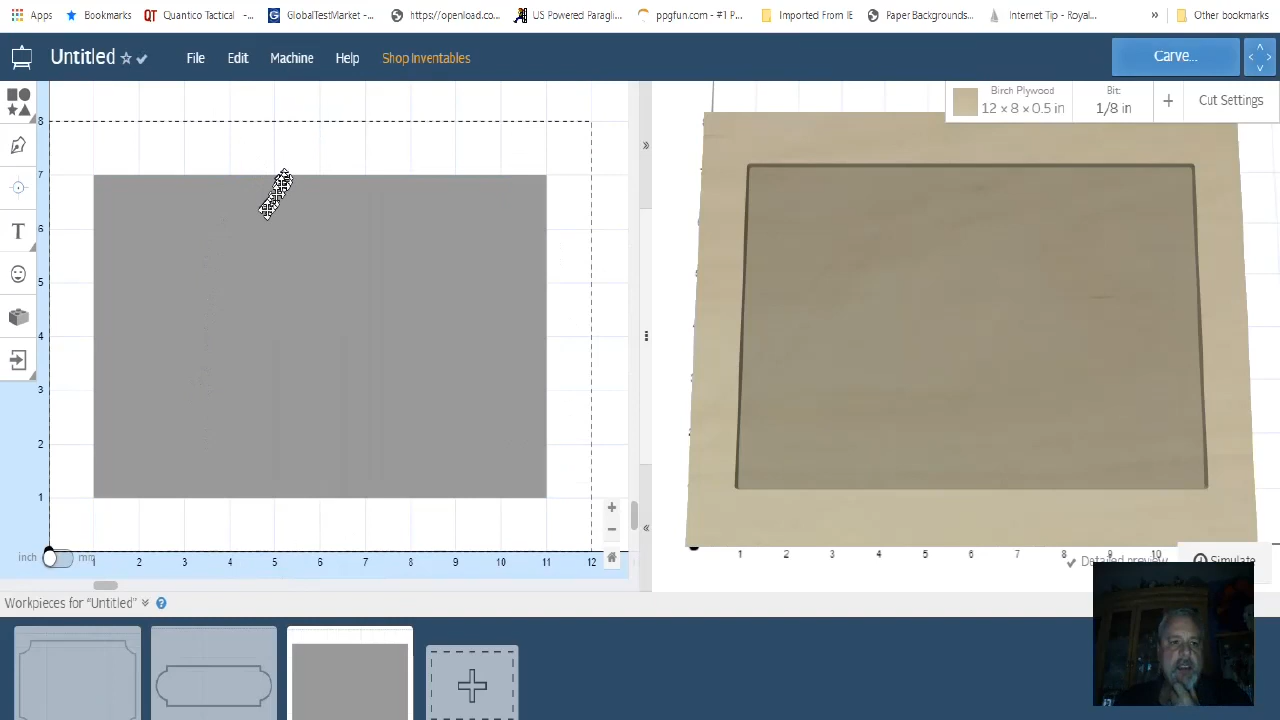 Apps Bookmarks Quantico Tactical -... GlobalTestMarket -... https://openload.co... US Powered Paragli... ppgfun.com - #1 P... Imported From IE Paper Backgrounds... Internet Tip - Royal... » Other bookmarks
Untitled File Edit Machine Help Shop Inventables Carve...
Birch Plywood
12 × 8 × 0.5 in
Bit:
1/8 in
+
Cut Settings
8
7
6
5
4
3
2
1
inch mm
1 2 3 4 5 6 7 8 9 10 11 12
1 2 3 4 5 6 7 8 9 10
Detailed preview
Simulate
Workpieces for "Untitled"